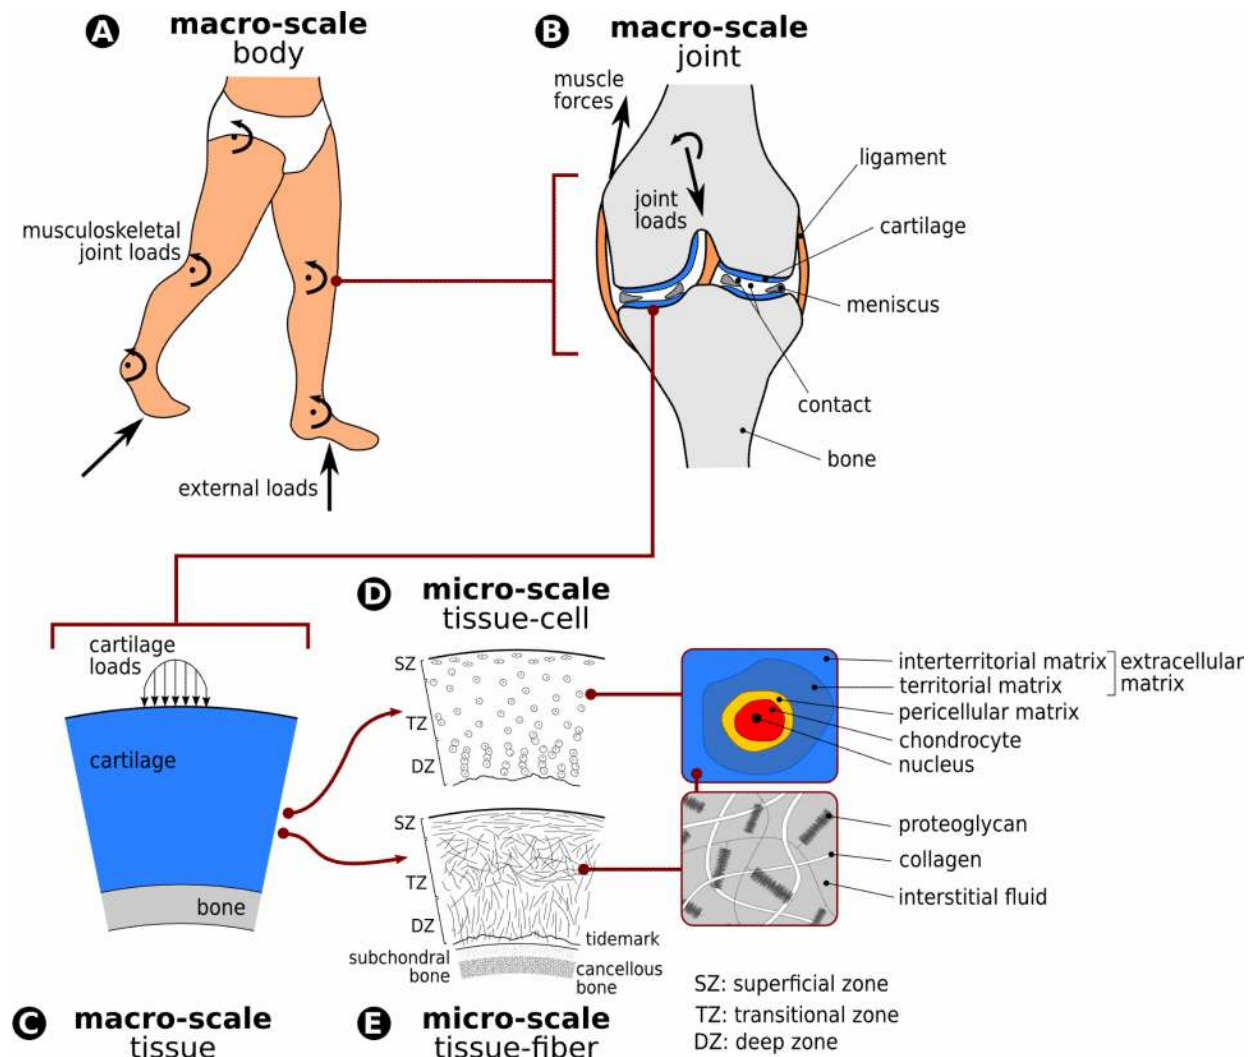 A
macro-scale
body
musculoskeletal
joint loads
external loads
B
macro-scale
joint
muscle
forces
joint
loads
ligament
cartilage
meniscus
contact
bone
cartilage
loads
cartilage
bone
C
macro-scale
tissue
D
micro-scale
tissue-cell
SZ
TZ
DZ
interterritorial matrix
territorial matrix
extracellular
matrix
pericellular matrix
chondrocyte
nucleus
SZ
TZ
DZ
tidemark
subchondral
bone
cancellous
bone
proteoglycan
collagen
interstitial fluid
E
micro-scale
tissue-fiber
SZ: superficial zone
TZ: transitional zone
DZ: deep zone